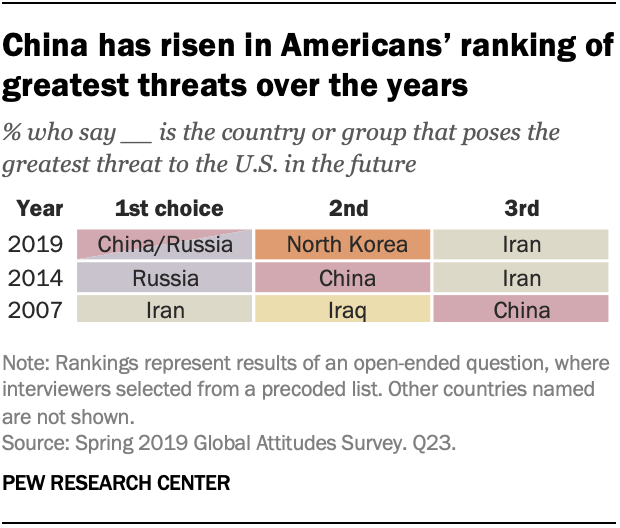 China has risen in Americans’ ranking of
greatest threats over the years
% who say __ is the country or group that poses the
greatest threat to the U.S. in the future
Year 1st choice 2nd 3rd
2019 China/Russia North Korea Iran
2014 Russia China Iran
2007 Iran Iraq China
Note: Rankings represent results of an open-ended question, where
interviewers selected from a precoded list. Other countries named
are not shown.
Source: Spring 2019 Global Attitudes Survey. Q23.
PEW RESEARCH CENTER